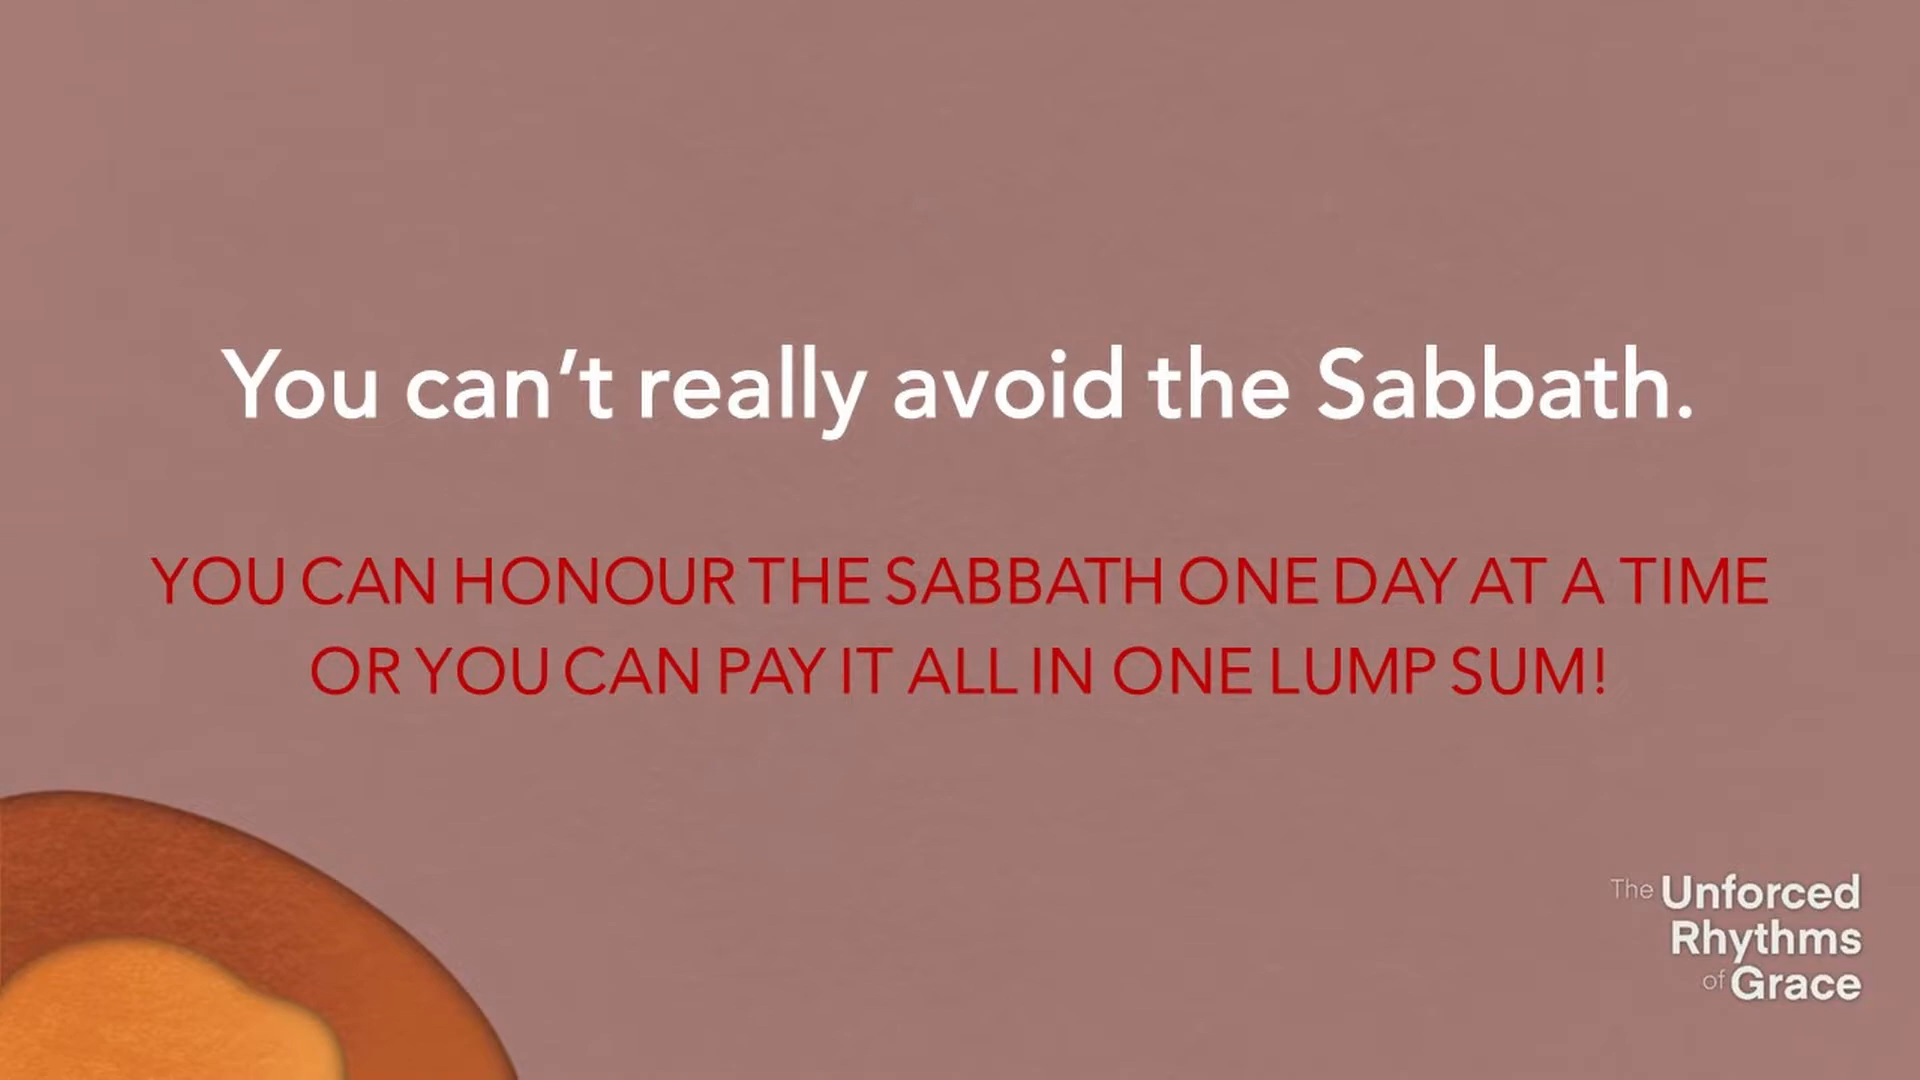 You can't really avoid the Sabbath.
YOU CAN HONOUR THE SABBATH ONE DAY AT A TIME
OR YOU CAN PAY IT ALL IN ONE LUMP SUM!
The Unforced
Rhythms
of Grace